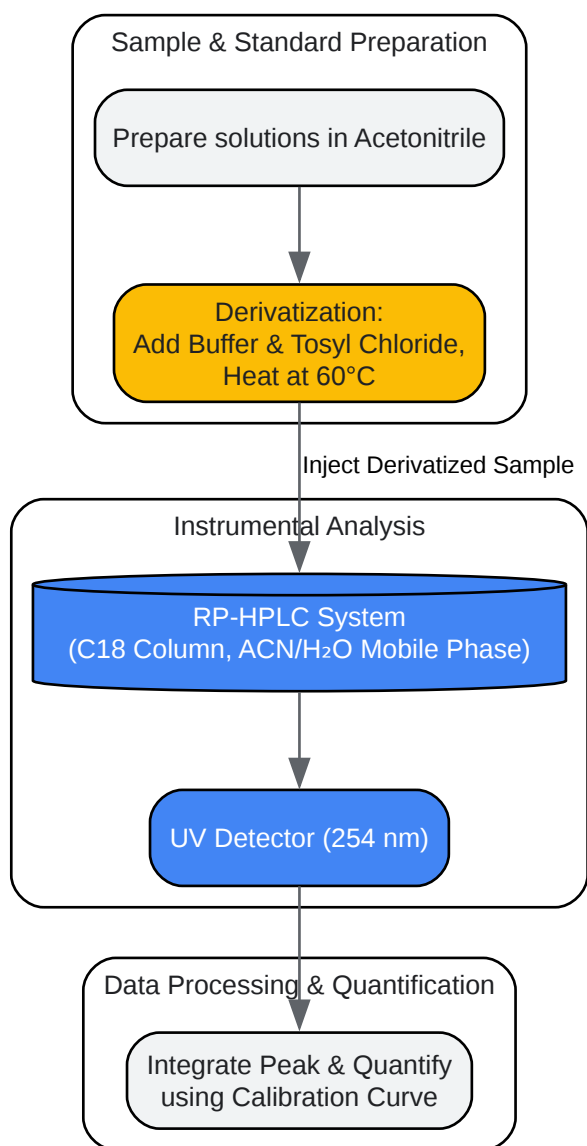 Sample & Standard Preparation
Prepare solutions in Acetonitrile
Derivatization:
Add Buffer & Tosyl Chloride,
Heat at 60°C
Inject Derivatized Sample
Instrumental Analysis
RP-HPLC System
(C18 Column, ACN/H₂O Mobile Phase)
UV Detector (254 nm)
Data Processing & Quantification
Integrate Peak & Quantify
using Calibration Curve